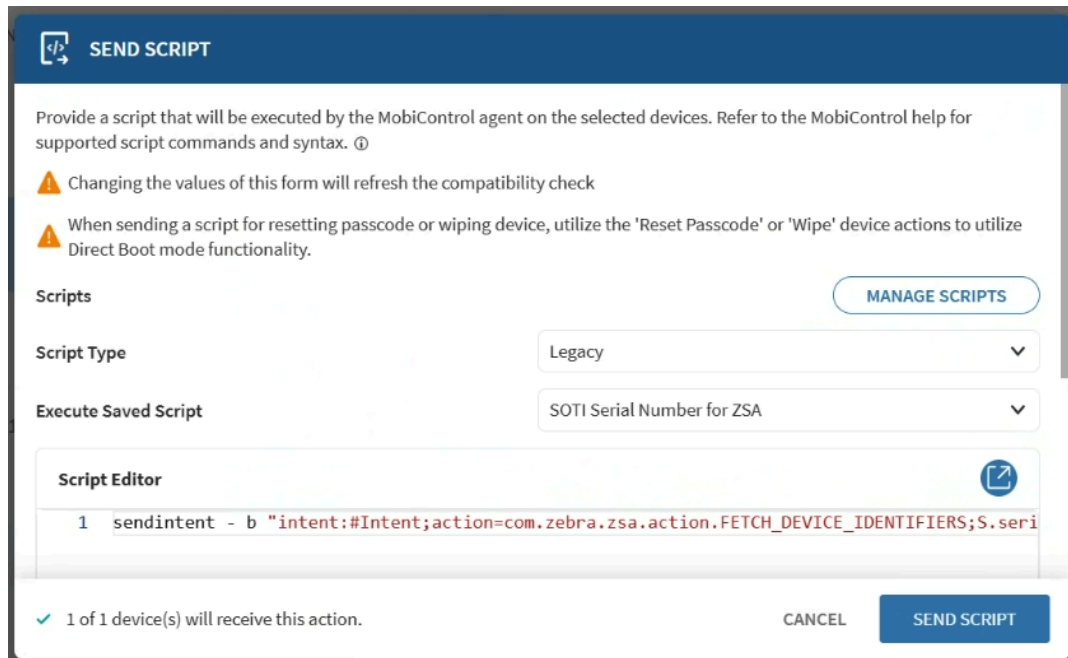 SEND SCRIPT
Provide a script that will be executed by the MobiControl agent on the selected devices. Refer to the MobiControl help for
supported script commands and syntax.
Changing the values of this form will refresh the compatibility check
When sending a script for resetting passcode or wiping device, utilize the 'Reset Passcode' or 'Wipe' device actions to utilize
Direct Boot mode functionality.
Scripts
MANAGE SCRIPTS
Script Type
Legacy
Execute Saved Script
SOTI Serial Number for ZSA
Script Editor
1 sendintent - b "intent:#Intent;action=com.zebra.zsa.action.FETCH_DEVICE_IDENTIFIERS;S.seri
1 of 1 device(s) will receive this action.
CANCEL
SEND SCRIPT